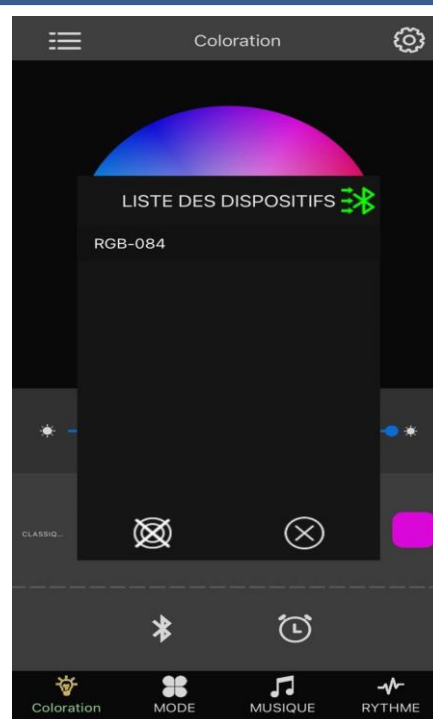 Coloration
LISTE DES DISPOSITIFS
RGB-084
CLASSIQ...
Coloration
MODE
MUSIQUE
RYTHME